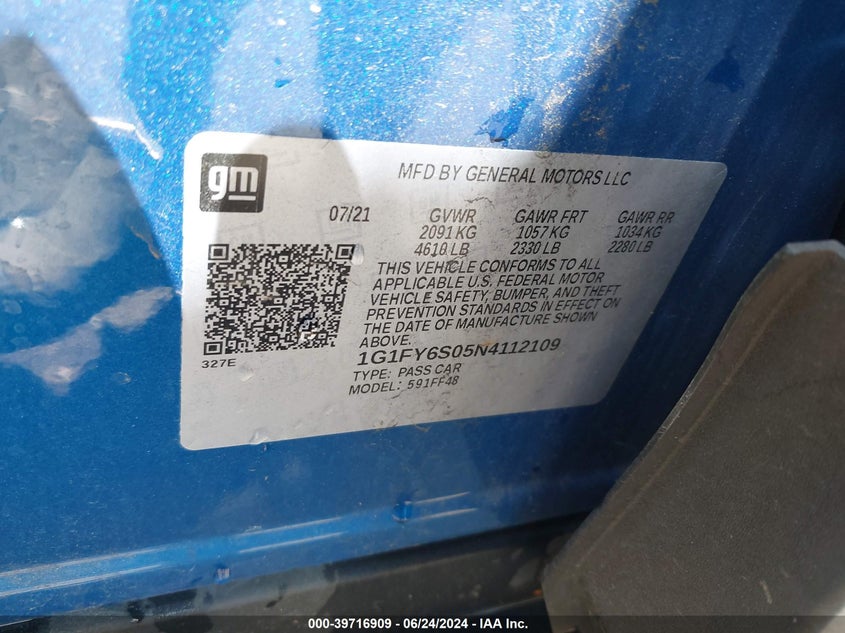 gm
MFD BY GENERAL MOTORS LLC
07/21 GVWR GAWR FRT GAWR RR
2091 KG 1057 KG 1034 KG
4610 LB 2330 LB 2280 LB
THIS VEHICLE CONFORMS TO ALL
APPLICABLE U.S. FEDERAL MOTOR
VEHICLE SAFETY, BUMPER, AND THEFT
PREVENTION STANDARDS IN EFFECT ON
THE DATE OF MANUFACTURE SHOWN
ABOVE.
327E
1G1FY6S05N4112109
TYPE: PASS CAR
MODEL: 591FF48
000-39716909 - 06/24/2024 - IAA Inc.